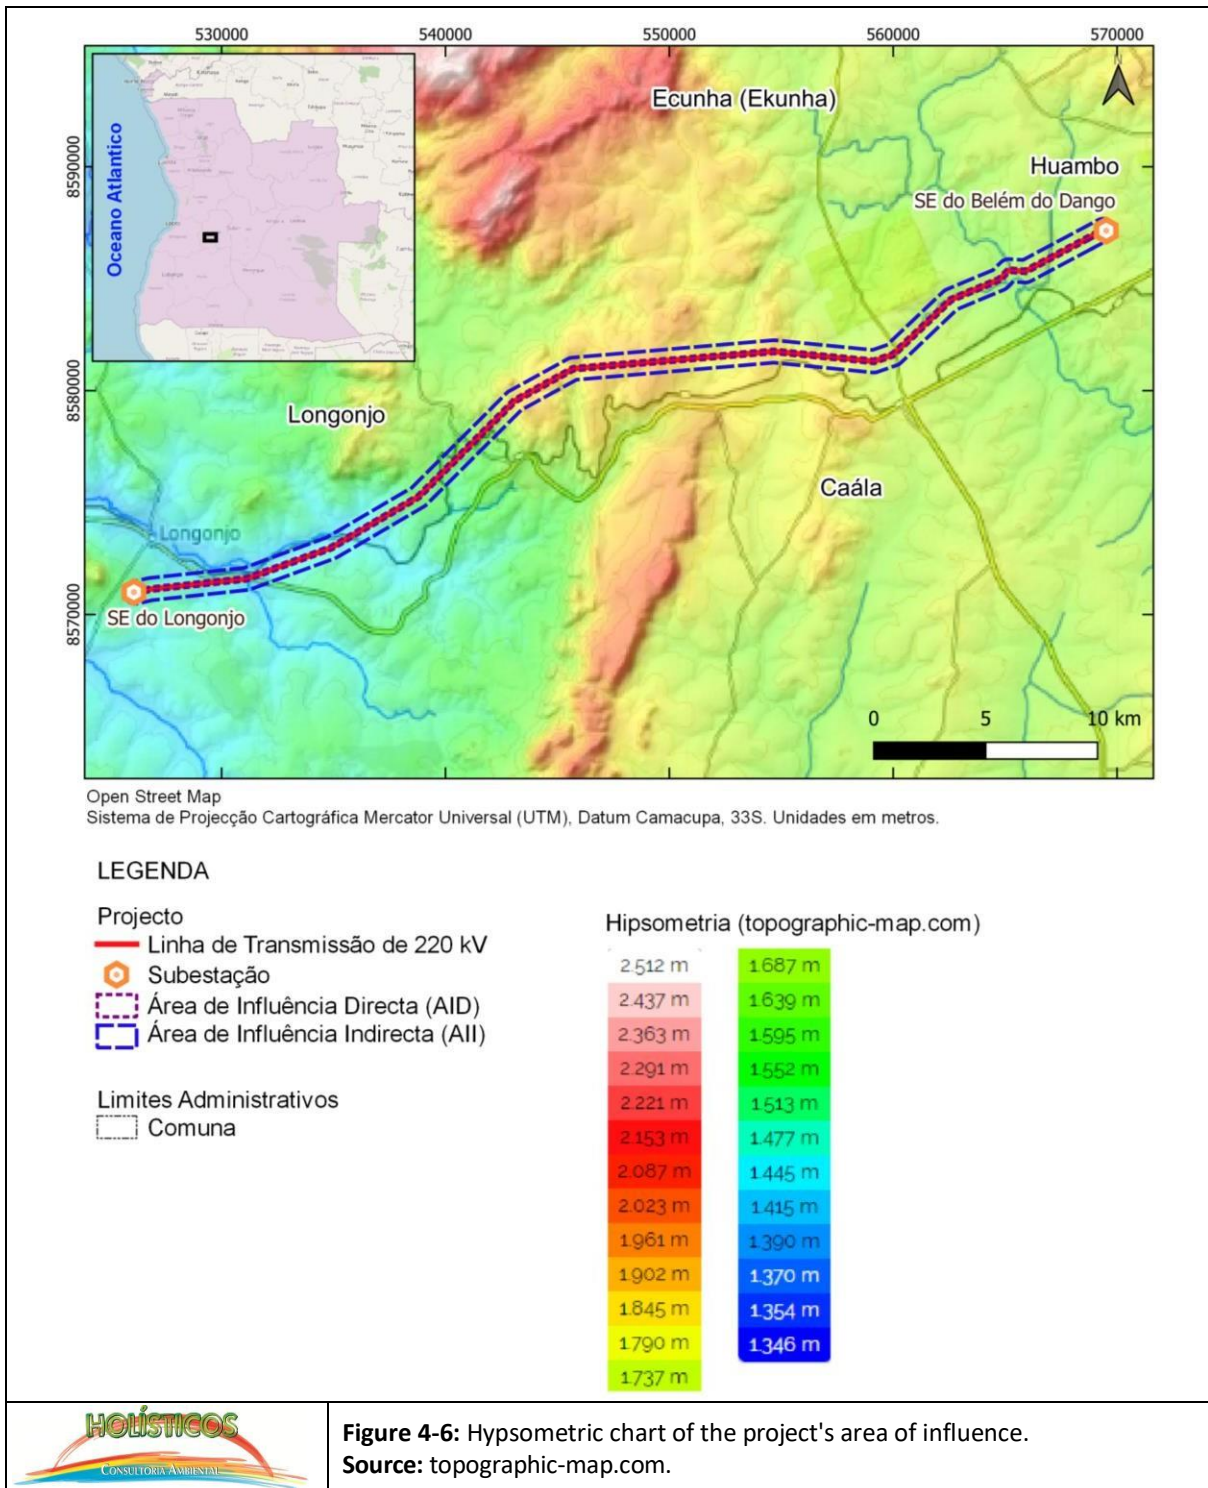 530000
540000
550000
560000
570000
8590000
8580000
8570000
Oceano Atlantico
Ecunha (Ekunha)
N
Huambo
SE do Belém do Dango
Longonjo
Caála
Longonjo
SE do Longonjo
0 5 10 km
Open Street Map
Sistema de Projecção Cartográfica Mercator Universal (UTM), Datum Camacupa, 33S. Unidades em metros.
LEGENDA
Projecto
Linha de Transmissão de 220 kV
Subestação
Área de Influência Directa (AID)
Área de Influência Indirecta (AII)
Limites Administrativos
Comuna
Hipsometria (topographic-map.com)
2.512 m
2.437 m
2.363 m
2.291 m
2.221 m
2.153 m
2.087 m
2.023 m
1.961 m
1.902 m
1.845 m
1.790 m
1.737 m
1.687 m
1.639 m
1.595 m
1.552 m
1.513 m
1.477 m
1.445 m
1.415 m
1.390 m
1.370 m
1.354 m
1.346 m
HOLÍSTICOS
CONSULTORIA AMBIENTAL
Figure 4-6: Hypsometric chart of the project's area of influence.
Source: topographic-map.com.